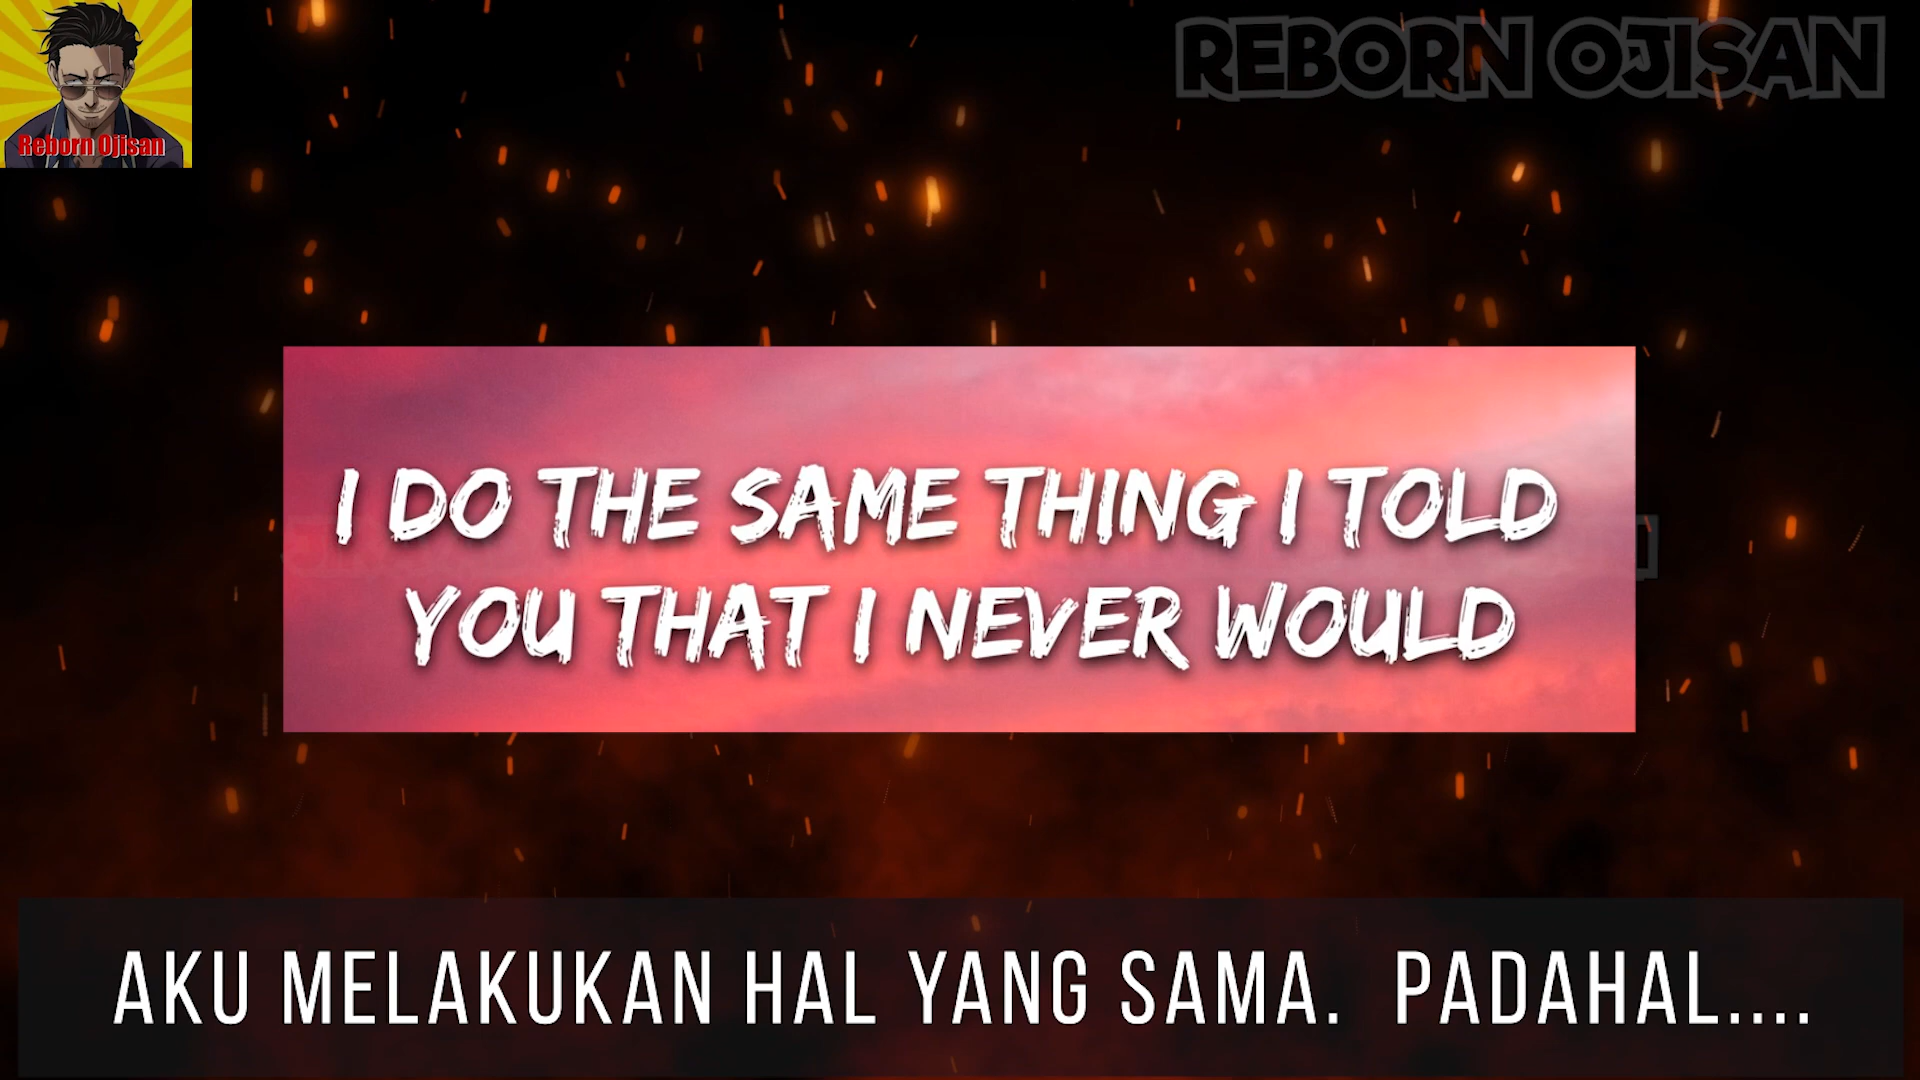 REBORN OJISAN
Reborn Ojisan
I DO THE SAME THING I TOLD
YOU THAT I NEVER WOULD
AKU MELAKUKAN HAL YANG SAMA. PADAHAL....